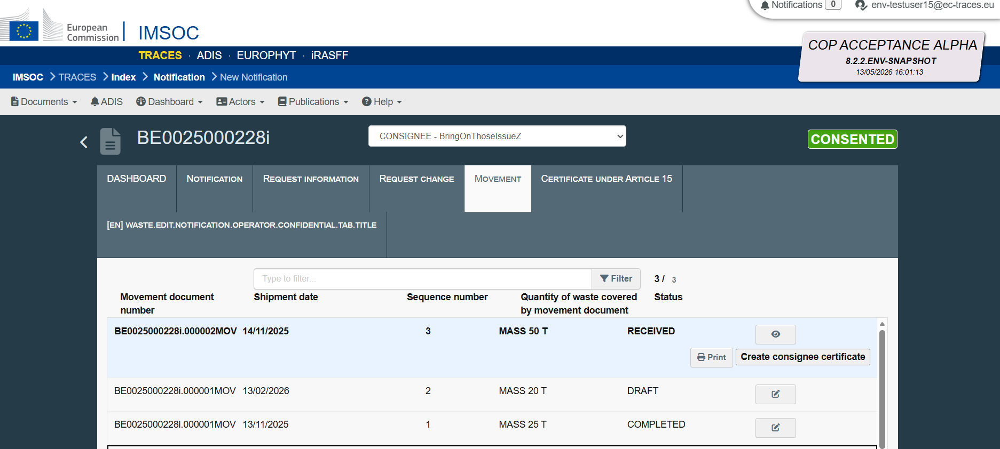 Notifications 0 env-testuser15@ec-traces.eu
European
Commission
IMSOC
COP ACCEPTANCE ALPHA
8.2.2.ENV-SNAPSHOT
13/05/2026 16:01:13
TRACES · ADIS · EUROPHYT · iRASFF
IMSOC TRACES Index Notification New Notification
Documents ADIS Dashboard Actors Publications Help
BE0025000228i CONSIGNEE - BringOnThoseIssueZ CONSENTED
DASHBOARD NOTIFICATION REQUEST INFORMATION REQUEST CHANGE MOVEMENT CERTIFICATE UNDER ARTICLE 15
[EN] WASTE.EDIT.NOTIFICATION.OPERATOR.CONFIDENTIAL.TAB.TITLE
Type to filter... Filter 3 / 3
Movement document number Shipment date Sequence number Quantity of waste covered by movement document Status
BE0025000228i.000002MOV 14/11/2025 3 MASS 50 T RECEIVED
Print Create consignee certificate
BE0025000228i.000001MOV 13/02/2026 2 MASS 20 T DRAFT
BE0025000228i.000001MOV 13/11/2025 1 MASS 25 T COMPLETED